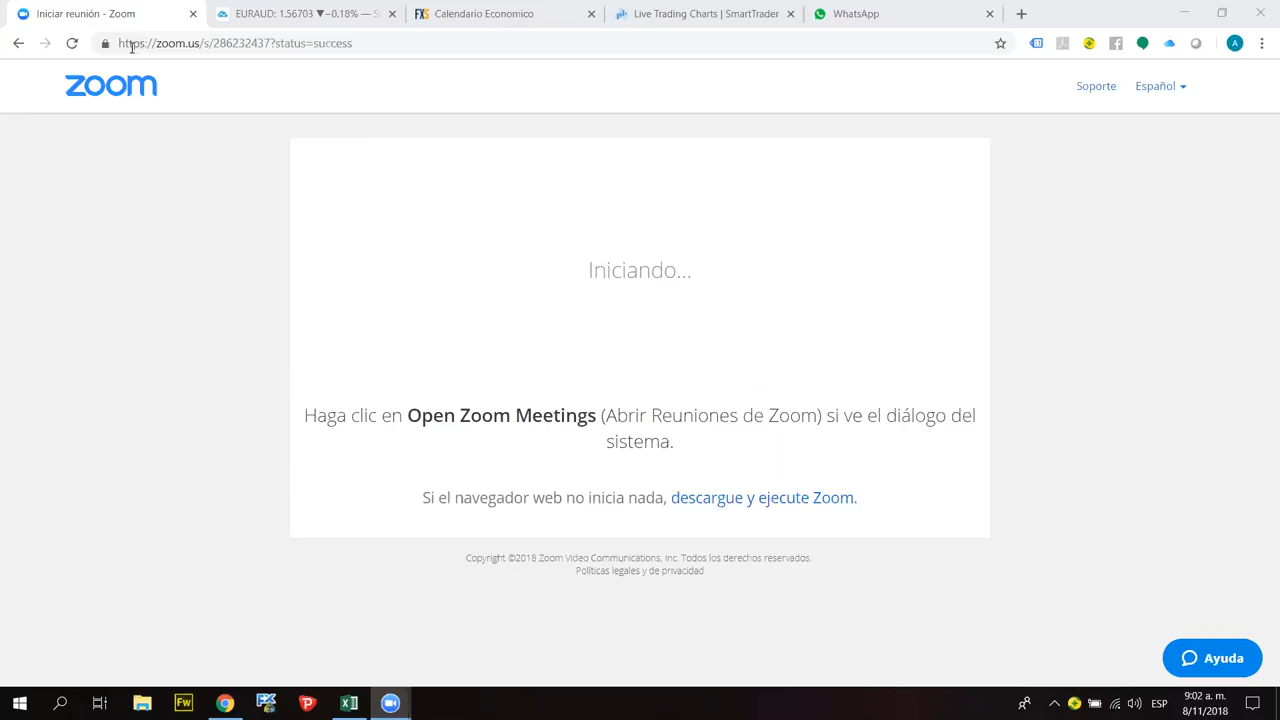 Iniciar reunión - Zoom
EURAUD: 1.56703 ▼−0.18% — S
Calendario Economico
Live Trading Charts | SmartTrader
WhatsApp
https://zoom.us/s/286232437?status=success
zoom
Soporte
Español
Iniciando...
Haga clic en Open Zoom Meetings (Abrir Reuniones de Zoom) si ve el diálogo del
sistema.
Si el navegador web no inicia nada, descargue y ejecute Zoom.
Copyright ©2018 Zoom Video Communications, Inc. Todos los derechos reservados.
Políticas legales y de privacidad
Ayuda
Fw
ESP
9:02 a. m.
8/11/2018